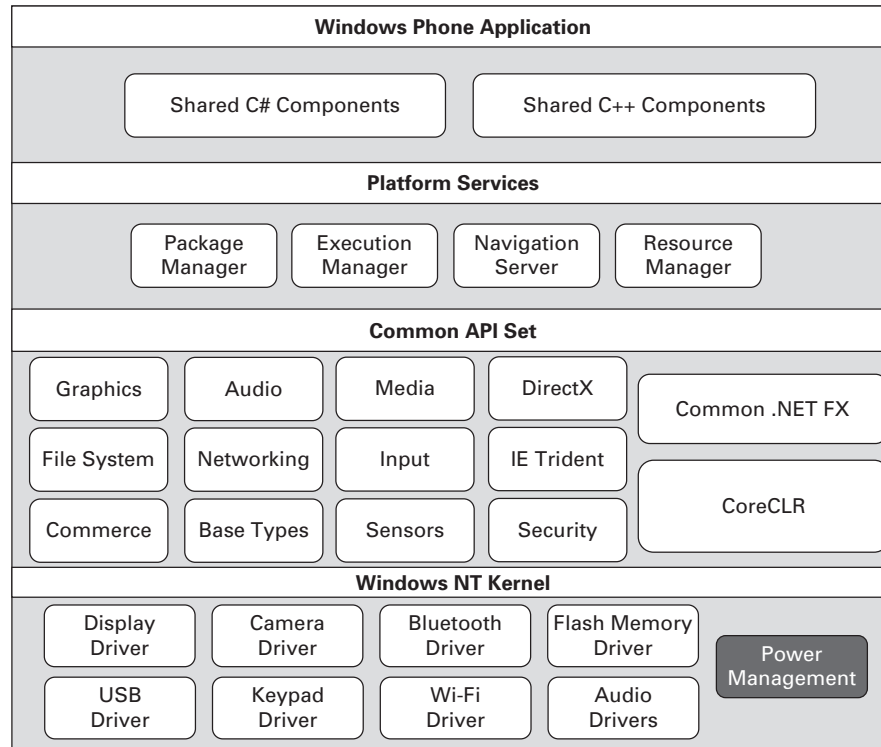 Windows Phone Application
Shared C# Components
Shared C++ Components
Platform Services
Package
Manager
Execution
Manager
Navigation
Server
Resource
Manager
Common API Set
Graphics
Audio
Media
DirectX
Common .NET FX
File System
Networking
Input
IE Trident
CoreCLR
Commerce
Base Types
Sensors
Security
Windows NT Kernel
Display
Driver
Camera
Driver
Bluetooth
Driver
Flash Memory
Driver
Power
Management
USB
Driver
Keypad
Driver
Wi-Fi
Driver
Audio
Drivers